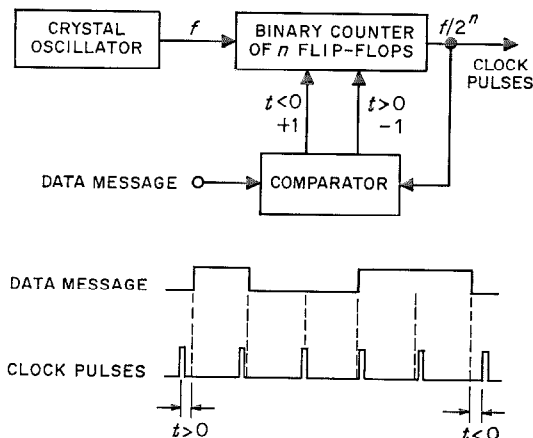 CRYSTAL
OSCILLATOR
f
BINARY COUNTER
OF n FLIP-FLOPS
f/2ⁿ
CLOCK
PULSES
t<0
+1
t>0
-1
DATA MESSAGE
COMPARATOR
DATA MESSAGE
CLOCK PULSES
t>0
t<0